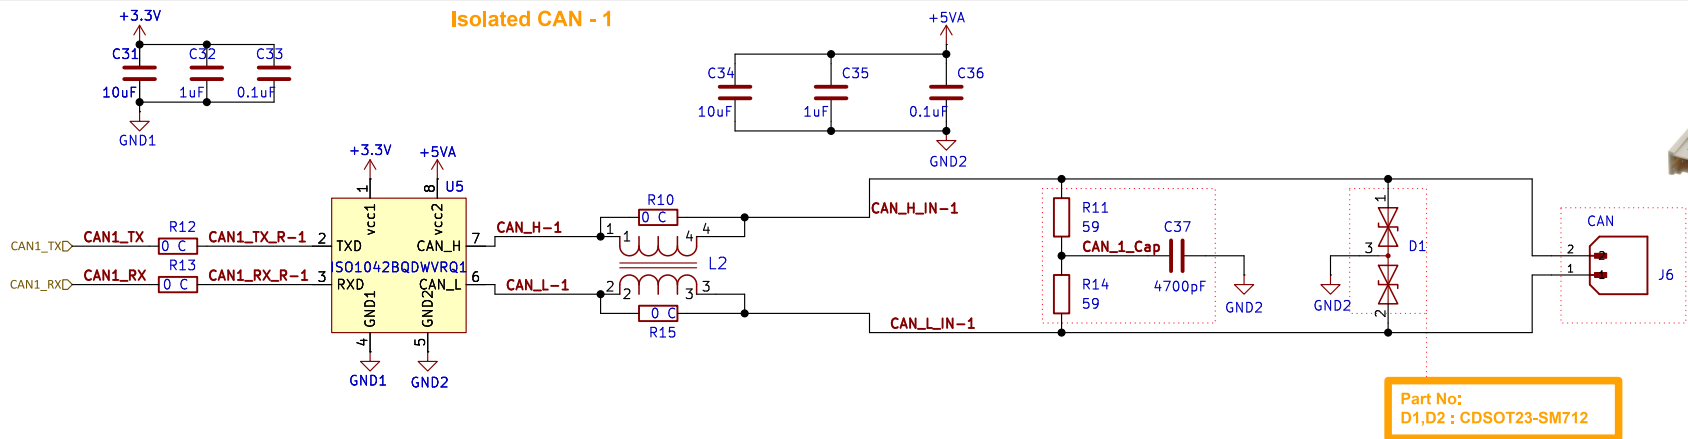 Isolated CAN - 1
+3.3V
C31
C32
C33
10uF
1uF
0.1uF
GND1
+5VA
C34
C35
C36
10uF
1uF
0.1uF
GND2
+3.3V
+5VA
1
8
U5
vcc1
vcc2
CAN1_TX
CAN1_TX
R12
0 C
CAN1_TX_R-1
2
TXD
CAN_H
7
CAN_H-1
ISO1042BQDWVRQ1
CAN1_RX
CAN1_RX
R13
0 C
CAN1_RX_R-1
3
RXD
CAN_L
6
CAN_L-1
GND1
GND2
4
5
GND1
GND2
R10
0 C
1
1
4
4
L2
2
2
3
3
0 C
R15
CAN_H_IN-1
CAN_L_IN-1
R11
59
CAN_1_Cap
C37
4700pF
GND2
R14
59
1
3
D1
2
GND2
CAN
2
2
1
1
J6
Part No:
D1,D2 : CDSOT23-SM712